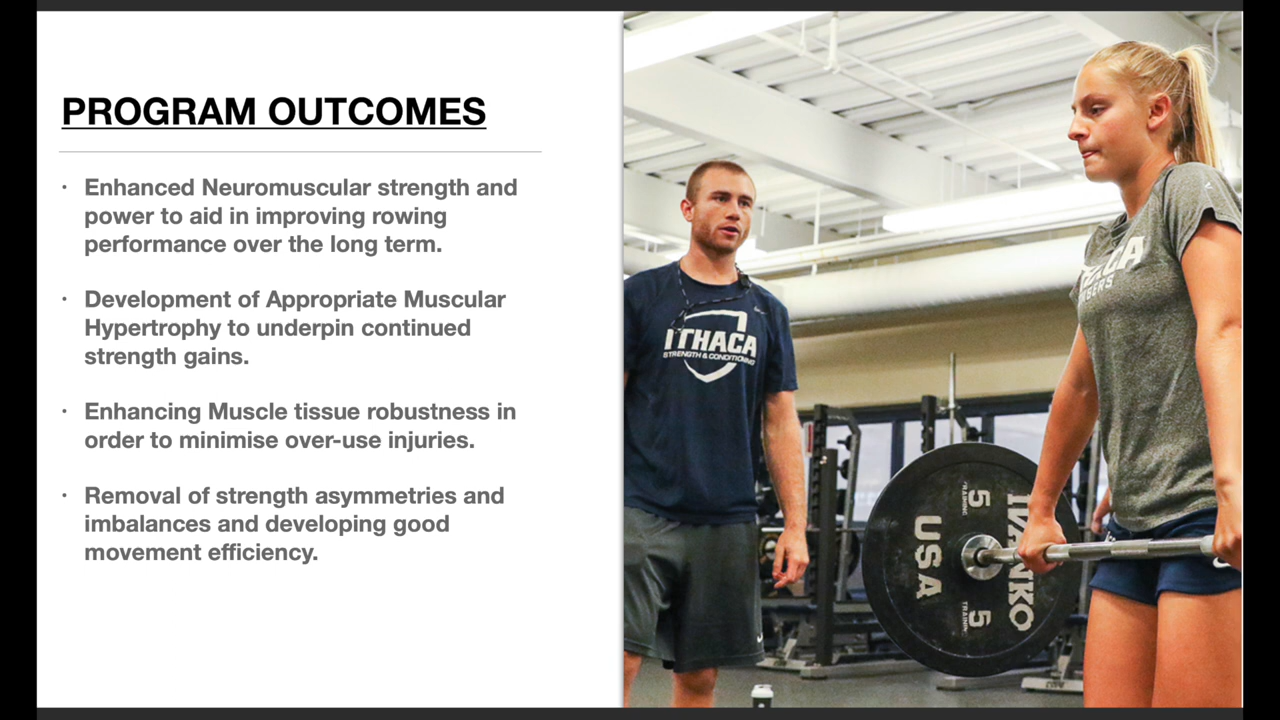 PROGRAM OUTCOMES
· Enhanced Neuromuscular strength and
power to aid in improving rowing
performance over the long term.
· Development of Appropriate Muscular
Hypertrophy to underpin continued
strength gains.
· Enhancing Muscle tissue robustness in
order to minimise over-use injuries.
· Removal of strength asymmetries and
imbalances and developing good
movement efficiency.
ITHACA
STRENGTH & CONDITIONING
TRAINING
5
IVANKO
USA
5